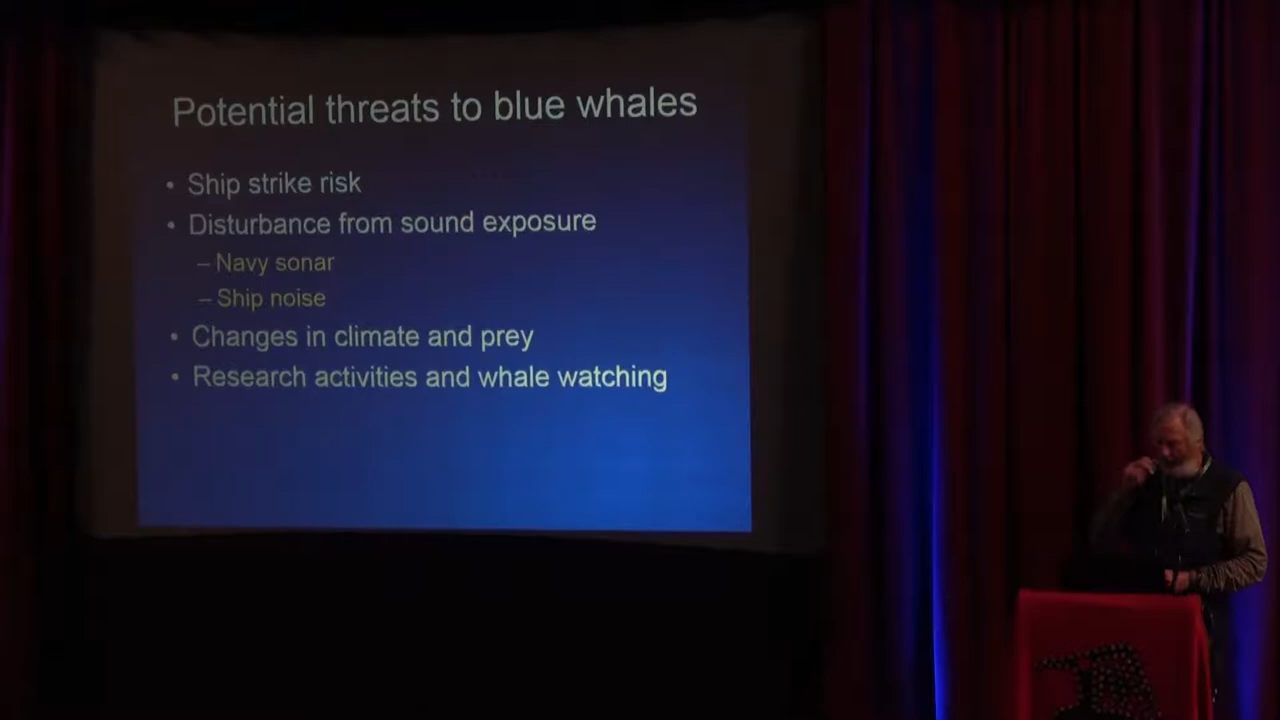 Potential threats to blue whales
• Ship strike risk
• Disturbance from sound exposure
– Navy sonar
– Ship noise
• Changes in climate and prey
• Research activities and whale watching